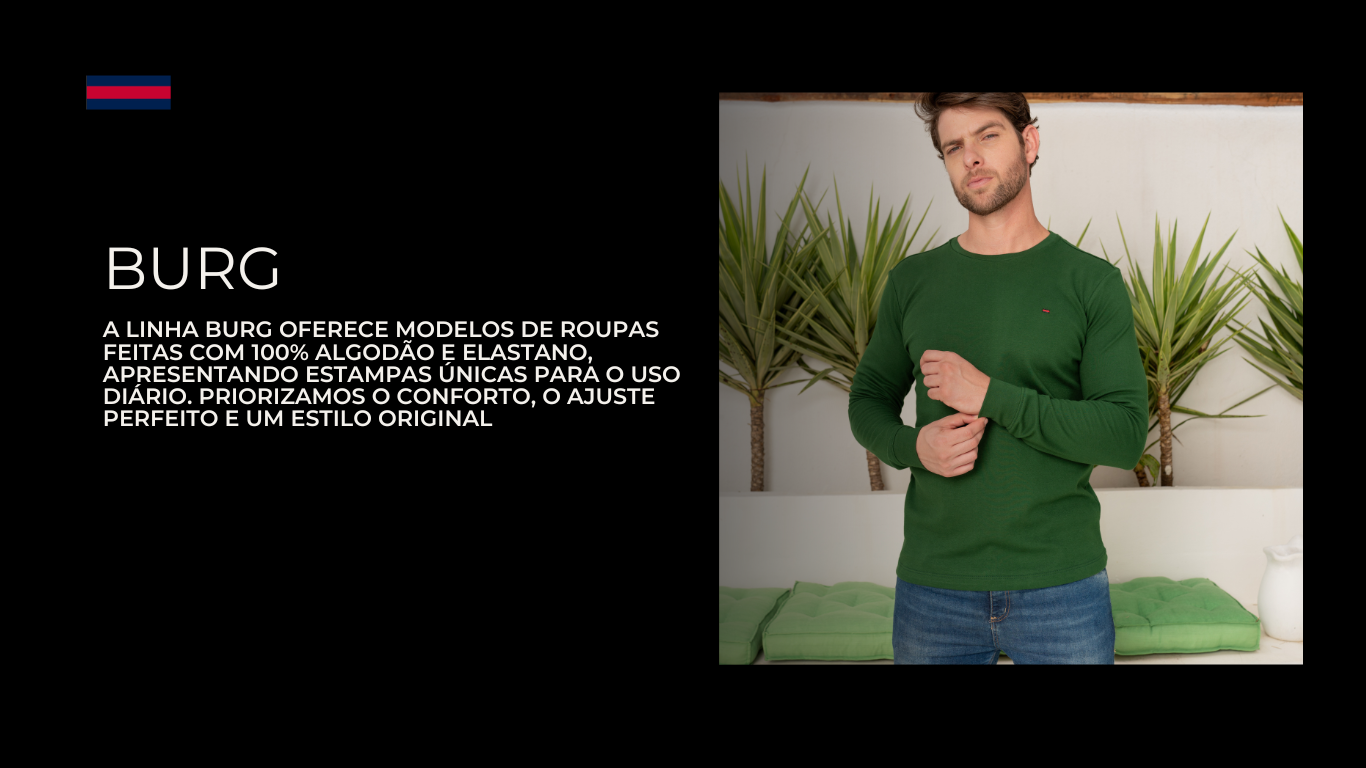 BURG
A LINHA BURG OFERECE MODELOS DE ROUPAS
FEITAS COM 100% ALGODÃO E ELASTANO,
APRESENTANDO ESTAMPAS ÚNICAS PARA O USO
DIÁRIO. PRIORIZAMOS O CONFORTO, O AJUSTE
PERFEITO E UM ESTILO ORIGINAL